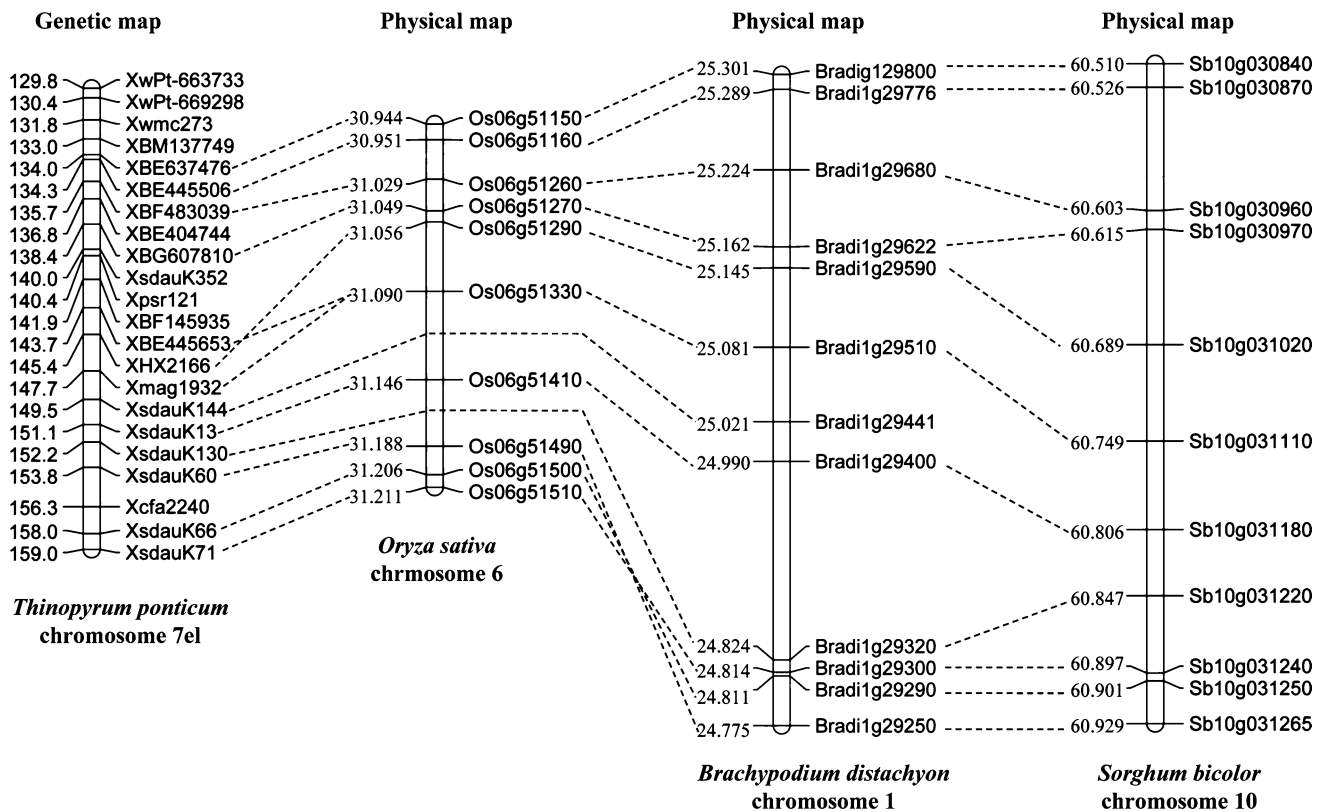 Genetic map
129.8 XwPt-663733
130.4 XwPt-669298
131.8 Xwmc273
133.0 XBM137749
134.0 XBE637476
134.3 XBE445506
135.7 XBF483039
136.8 XBE404744
138.4 XBG607810
140.0 XsdauK352
140.4 Xpsr121
141.9 XBF145935
143.7 XBE445653
145.4 XHX2166
147.7 Xmag1932
149.5 XsdauK144
151.1 XsdauK13
152.2 XsdauK130
153.8 XsdauK60
156.3 Xcfa2240
158.0 XsdauK66
159.0 XsdauK71
Thinopyrum ponticum
chromosome 7el
Physical map
30.944 Os06g51150
30.951 Os06g51160
31.029 Os06g51260
31.049 Os06g51270
31.056 Os06g51290
31.090 Os06g51330
31.146 Os06g51410
31.188 Os06g51490
31.206 Os06g51500
31.211 Os06g51510
Oryza sativa
chrmosome 6
Physical map
25.301 Bradig129800
25.289 Bradi1g29776
25.224 Bradi1g29680
25.162 Bradi1g29622
25.145 Bradi1g29590
25.081 Bradi1g29510
25.021 Bradi1g29441
24.990 Bradi1g29400
24.824 Bradi1g29320
24.814 Bradi1g29300
24.811 Bradi1g29290
24.775 Bradi1g29250
Brachypodium distachyon
chromosome 1
Physical map
60.510 Sb10g030840
60.526 Sb10g030870
60.603 Sb10g030960
60.615 Sb10g030970
60.689 Sb10g031020
60.749 Sb10g031110
60.806 Sb10g031180
60.847 Sb10g031220
60.897 Sb10g031240
60.901 Sb10g031250
60.929 Sb10g031265
Sorghum bicolor
chromosome 10